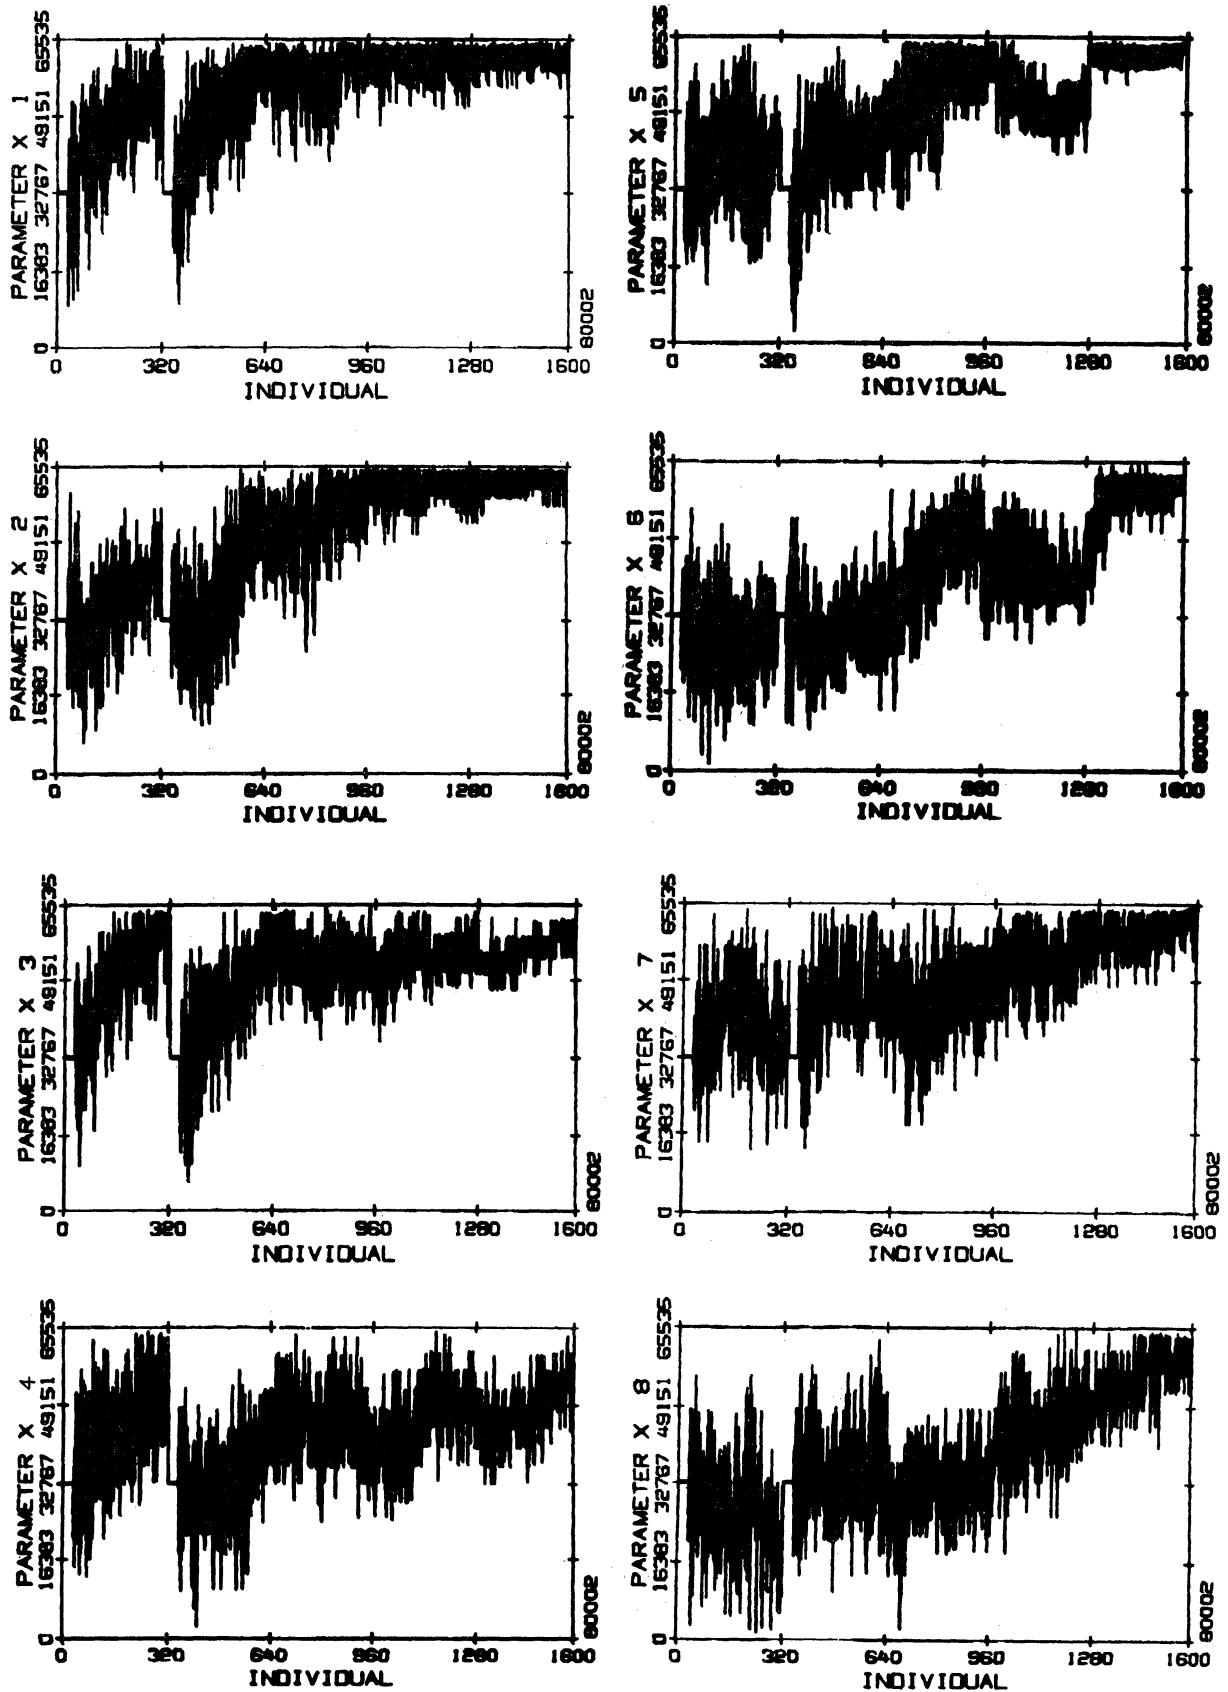 PARAMETER X 1
0 16383 32767 49151 65535
0 320 640 960 1280 1600
INDIVIDUAL
80002
PARAMETER X 5
0 16383 32767 49151 65535
0 320 640 960 1280 1600
INDIVIDUAL
80002
PARAMETER X 2
0 16383 32767 49151 65535
0 320 640 960 1280 1600
INDIVIDUAL
80002
PARAMETER X 6
0 16383 32767 49151 65535
0 320 640 960 1280 1600
INDIVIDUAL
80002
PARAMETER X 3
0 16383 32767 49151 65535
0 320 640 960 1280 1600
INDIVIDUAL
80002
PARAMETER X 7
0 16383 32767 49151 65535
0 320 640 960 1280 1600
INDIVIDUAL
80002
PARAMETER X 4
0 16383 32767 49151 65535
0 320 640 960 1280 1600
INDIVIDUAL
80002
PARAMETER X 8
0 16383 32767 49151 65535
0 320 640 960 1280 1600
INDIVIDUAL
80002